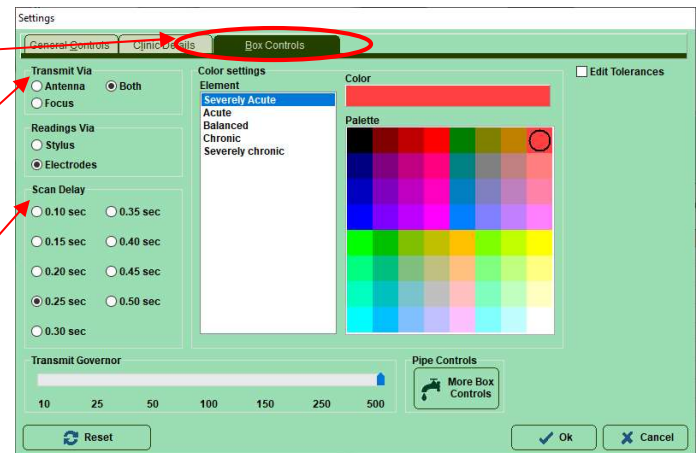 Settings
General Controls
Clinic Details
Box Controls
Transmit Via
Antenna
Both
Focus
Readings Via
Stylus
Electrodes
Scan Delay
0.10 sec
0.35 sec
0.15 sec
0.40 sec
0.20 sec
0.45 sec
0.25 sec
0.50 sec
0.30 sec
Color settings
Element
Severely Acute
Acute
Balanced
Chronic
Severely chronic
Color
Palette
Edit Tolerances
Transmit Governor
10 25 50 100 150 250 500
Pipe Controls
More Box
Controls
Reset
Ok
Cancel